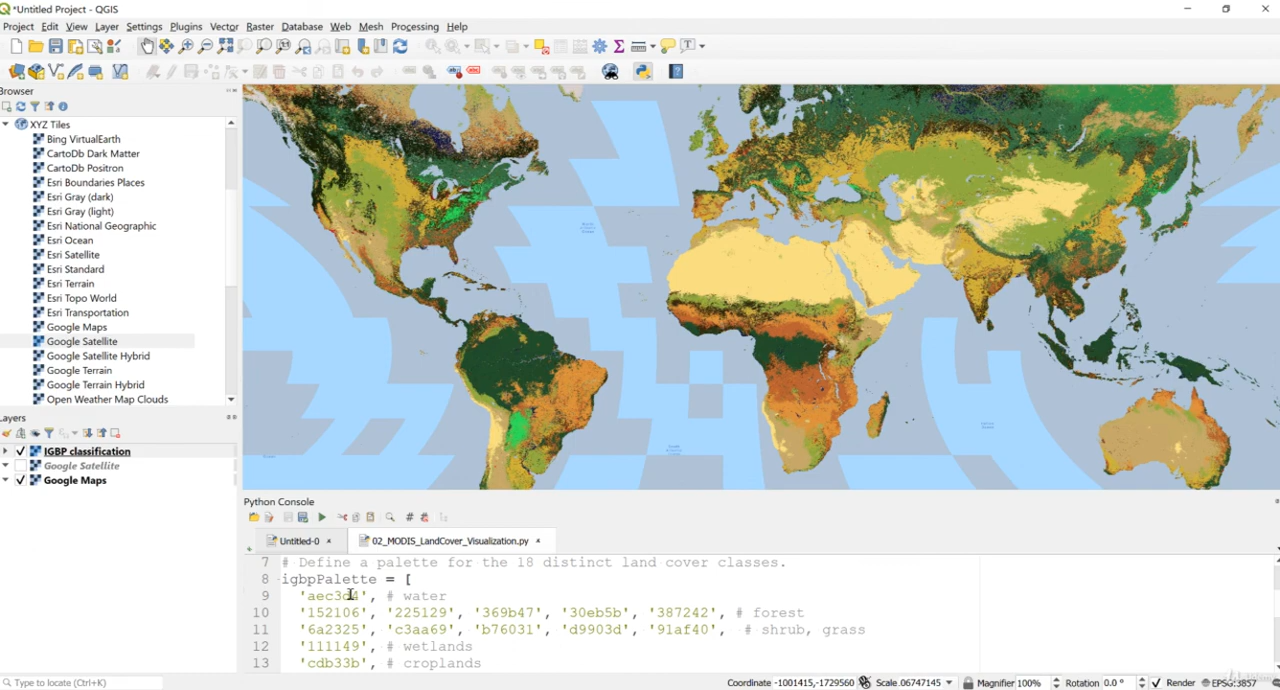 *Untitled Project - QGIS
Project Edit View Layer Settings Plugins Vector Raster Database Web Mesh Processing Help
Browser
XYZ Tiles
Bing VirtualEarth
CartoDb Dark Matter
CartoDb Positron
Esri Boundaries Places
Esri Gray (dark)
Esri Gray (light)
Esri National Geographic
Esri Ocean
Esri Satellite
Esri Standard
Esri Terrain
Esri Topo World
Esri Transportation
Google Maps
Google Satellite
Google Satellite Hybrid
Google Terrain
Google Terrain Hybrid
Open Weather Map Clouds
Layers
IGBP classification
Google Satellite
Google Maps
Python Console
Untitled-0 02_MODIS_LandCover_Visualization.py
7 # Define a palette for the 18 distinct land cover classes.
8 igbpPalette = [
9 'aec3d4', # water
10 '152106', '225129', '369b47', '30eb5b', '387242', # forest
11 '6a2325', 'c3aa69', 'b76031', 'd9903d', '91af40', # shrub, grass
12 '111149', # wetlands
13 'cdb33b', # croplands
Type to locate (Ctrl+K) Coordinate -1001415,-1729560 Scale .06747145 Magnifier 100% Rotation 0.0 ° Render EPSG:3857